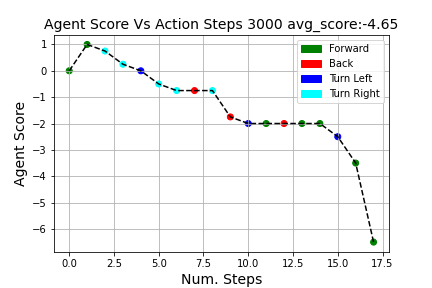 Agent Score Vs Action Steps 3000 avg_score:-4.65
Forward
Back
Turn Left
Turn Right
Agent Score
1
0
−1
−2
−3
−4
−5
−6
0.0 2.5 5.0 7.5 10.0 12.5 15.0 17.5
Num. Steps